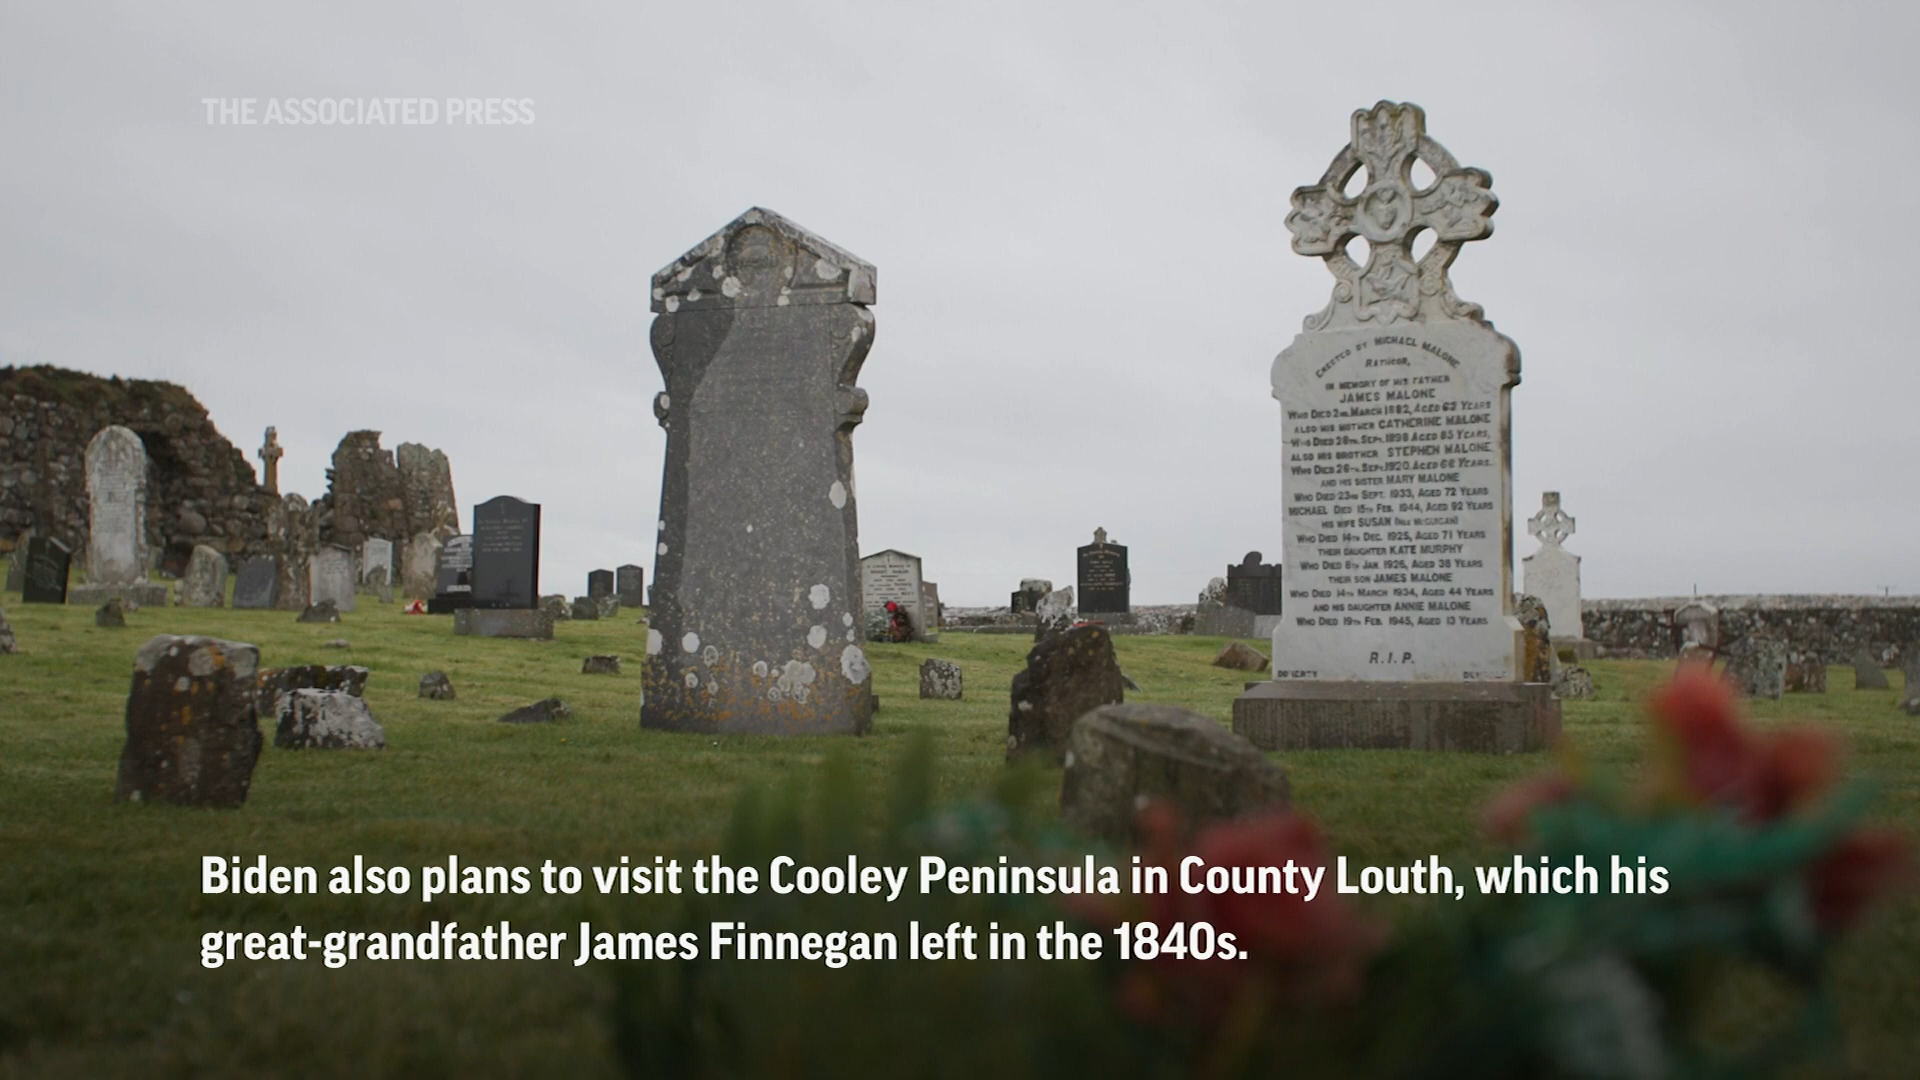 THE ASSOCIATED PRESS
ERECTED BY MICHAEL MALONE
RATHCOR,
IN MEMORY OF HIS FATHER
JAMES MALONE
WHO DIED 2ND MARCH 1882, AGED 63 YEARS
ALSO HIS MOTHER CATHERINE MALONE
WHO DIED 28TH SEPT. 1898 AGED 85 YEARS,
ALSO HIS BROTHER STEPHEN MALONE
WHO DIED 26TH SEPT. 1920, AGED 66 YEARS.
AND HIS SISTER MARY MALONE
WHO DIED 23RD SEPT. 1933, AGED 72 YEARS
MICHAEL DIED 15TH FEB. 1944, AGED 92 YEARS
HIS WIFE SUSAN (NEE McGUIGAN)
WHO DIED 14TH DEC. 1925, AGED 71 YEARS
THEIR DAUGHTER KATE MURPHY
WHO DIED 8TH JAN. 1926, AGED 38 YEARS
THEIR SON JAMES MALONE
WHO DIED 14TH MARCH 1934, AGED 44 YEARS
AND HIS DAUGHTER ANNIE MALONE
WHO DIED 19TH FEB. 1945, AGED 13 YEARS
R.I.P.
Biden also plans to visit the Cooley Peninsula in County Louth, which his
great-grandfather James Finnegan left in the 1840s.